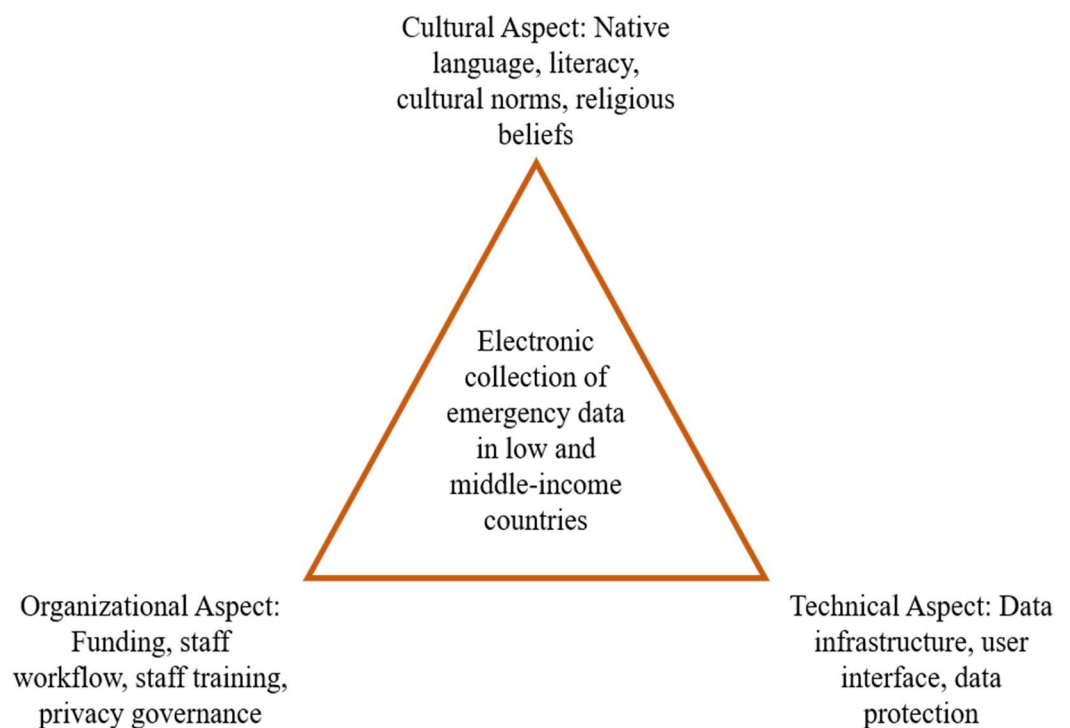 Cultural Aspect: Native
language, literacy,
cultural norms, religious
beliefs
Electronic
collection of
emergency data
in low and
middle-income
countries
Organizational Aspect:
Funding, staff
workflow, staff training,
privacy governance
Technical Aspect: Data
infrastructure, user
interface, data
protection